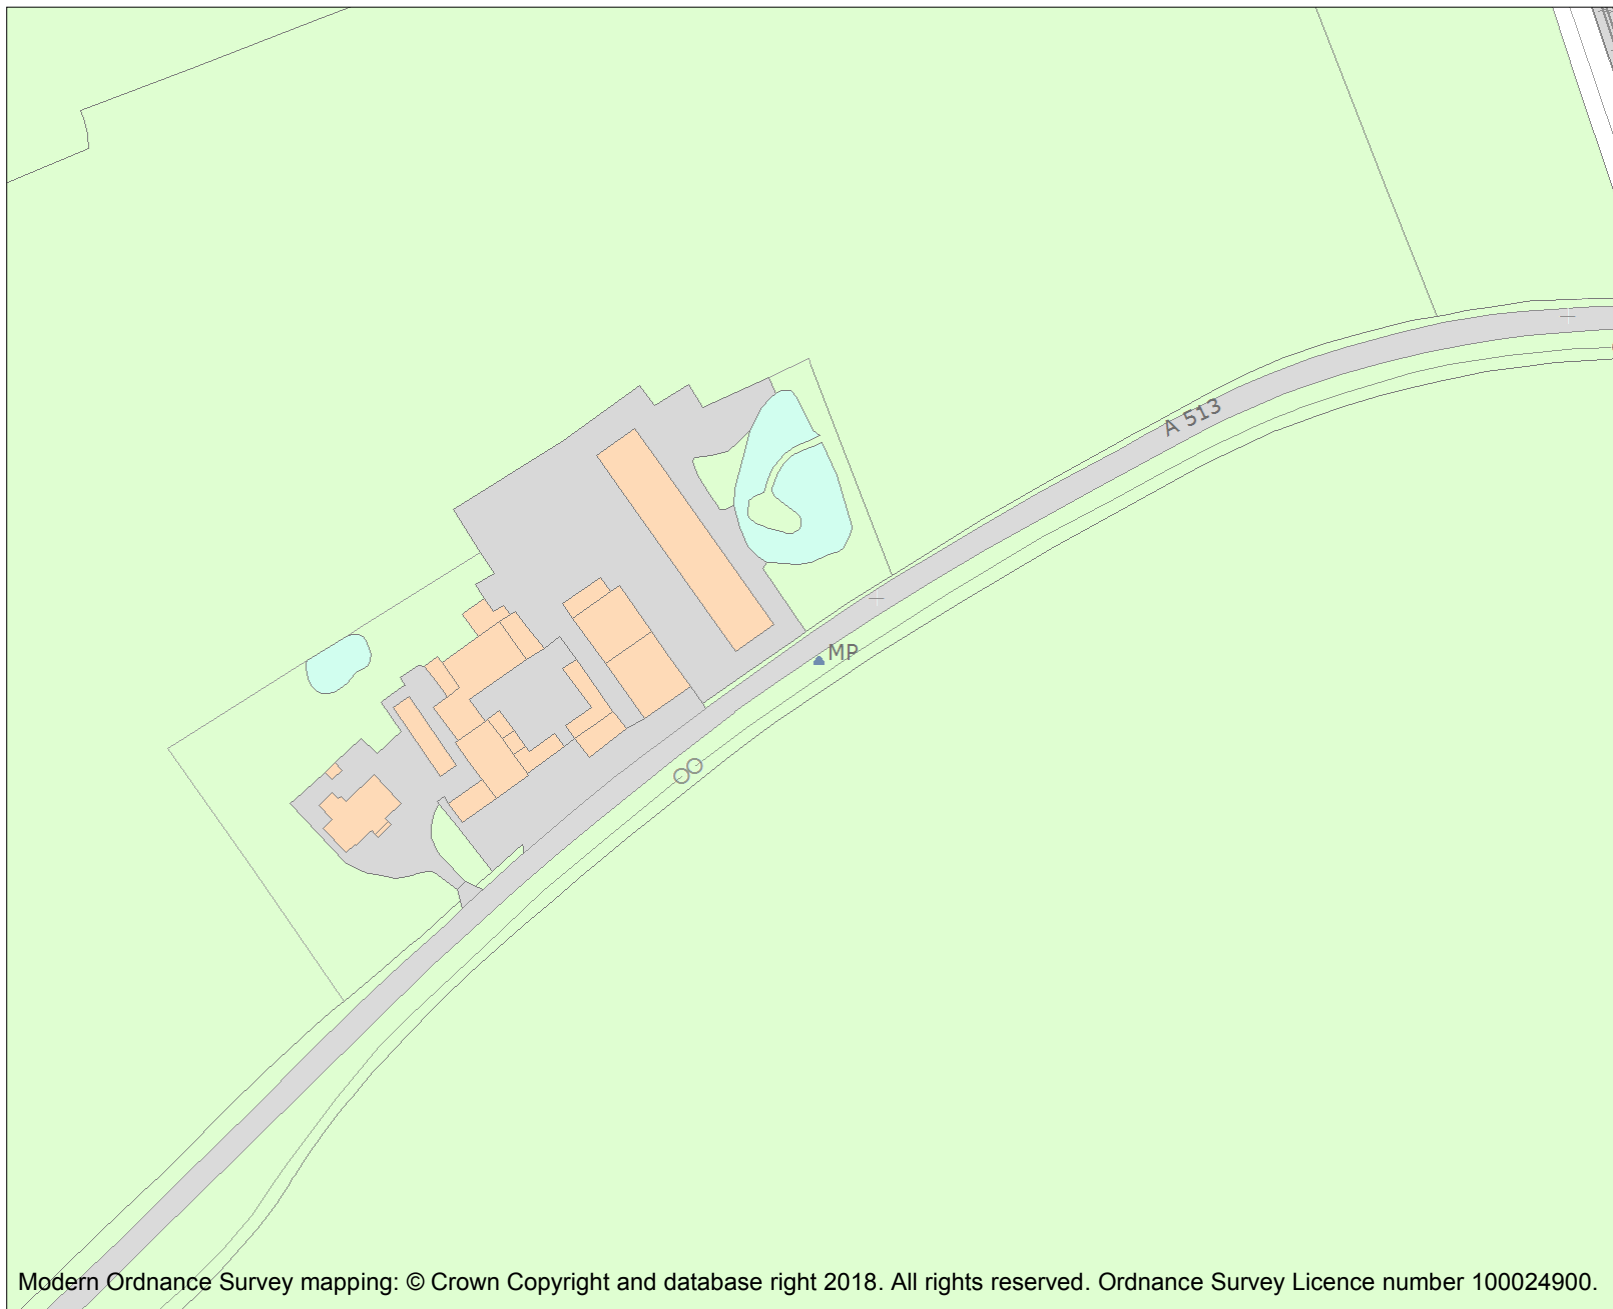 A 513
MP
Modern Ordnance Survey mapping: © Crown Copyright and database right 2018. All rights reserved. Ordnance Survey Licence number 100024900.